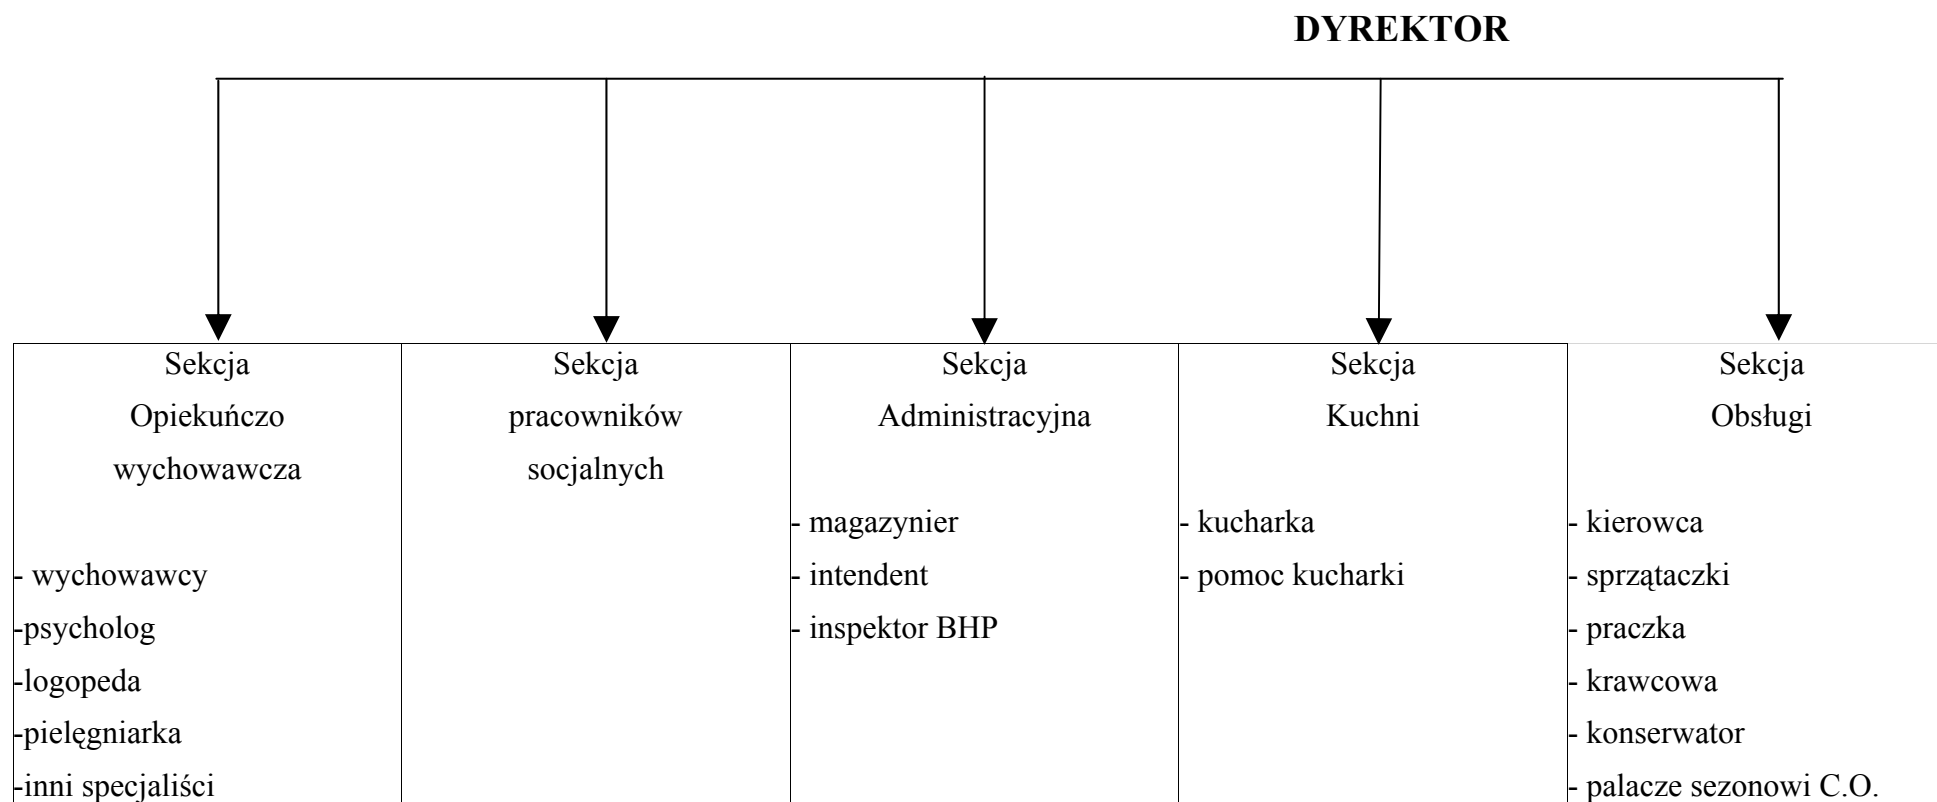 DYREKTOR
Sekcja
Opiekuńczo
wychowawcza
- wychowawcy
-psycholog
-logopeda
-pielęgniarka
-inni specjaliści
Sekcja
pracowników
socjalnych
Sekcja
Administracyjna
- magazynier
- intendent
- inspektor BHP
Sekcja
Kuchni
- kucharka
- pomoc kucharki
Sekcja
Obsługi
- kierowca
- sprzątaczki
- praczka
- krawcowa
- konserwator
- palacze sezonowi C.O.